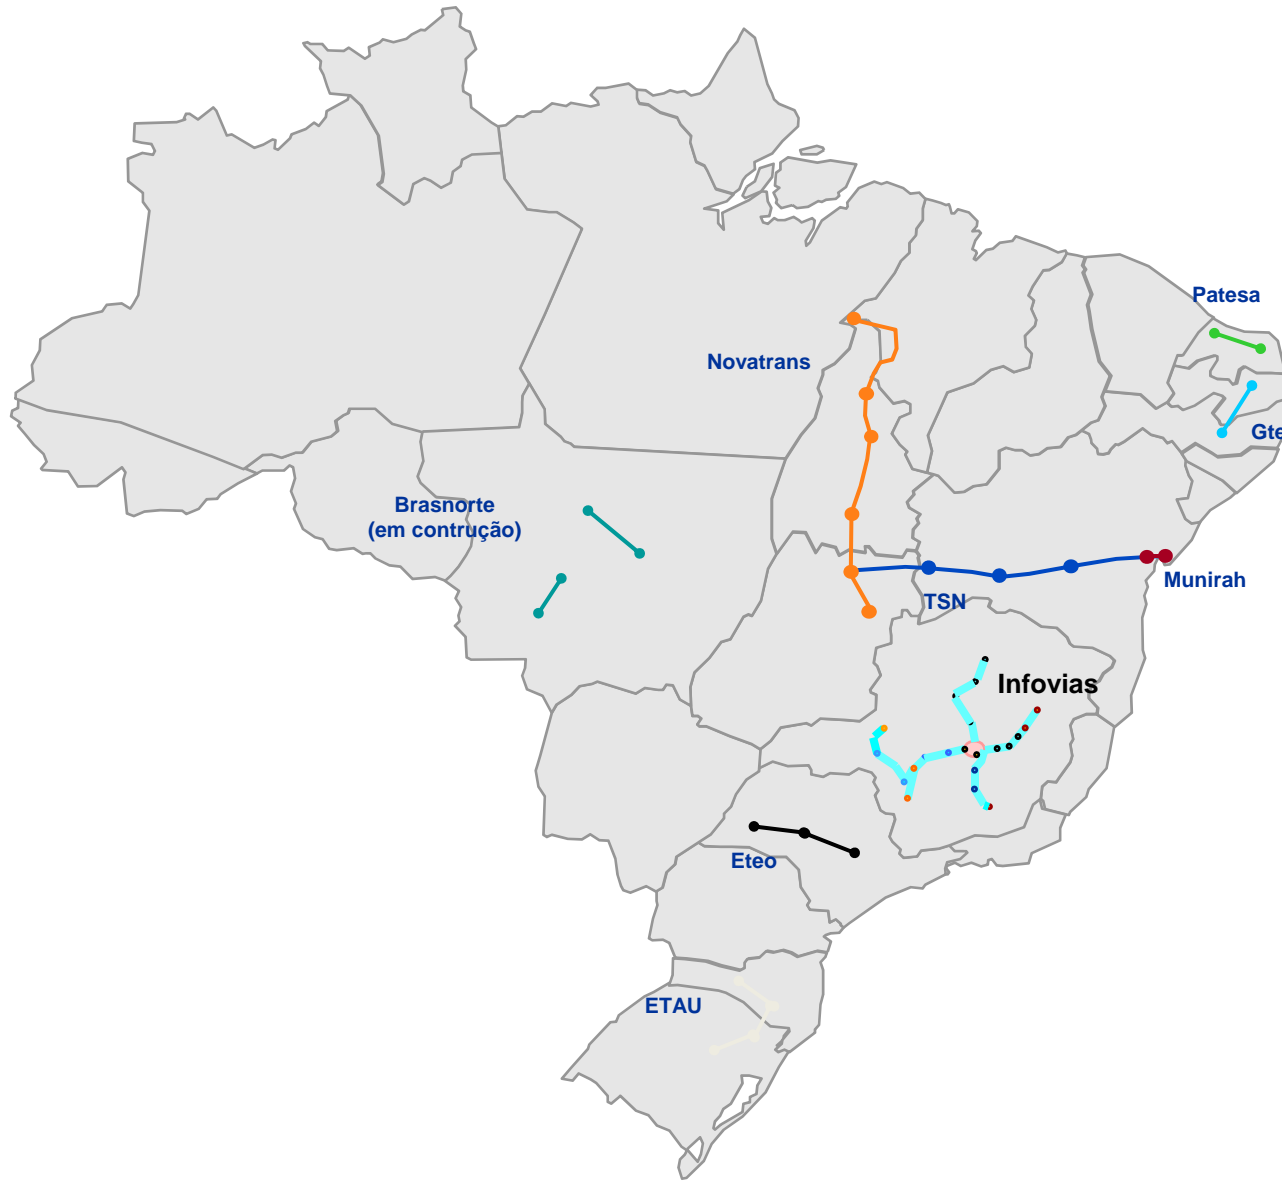 Patesa
Novatrans
Gte
Brasnorte
(em contrução)
Munirah
TSN
Infovias
Eteo
ETAU